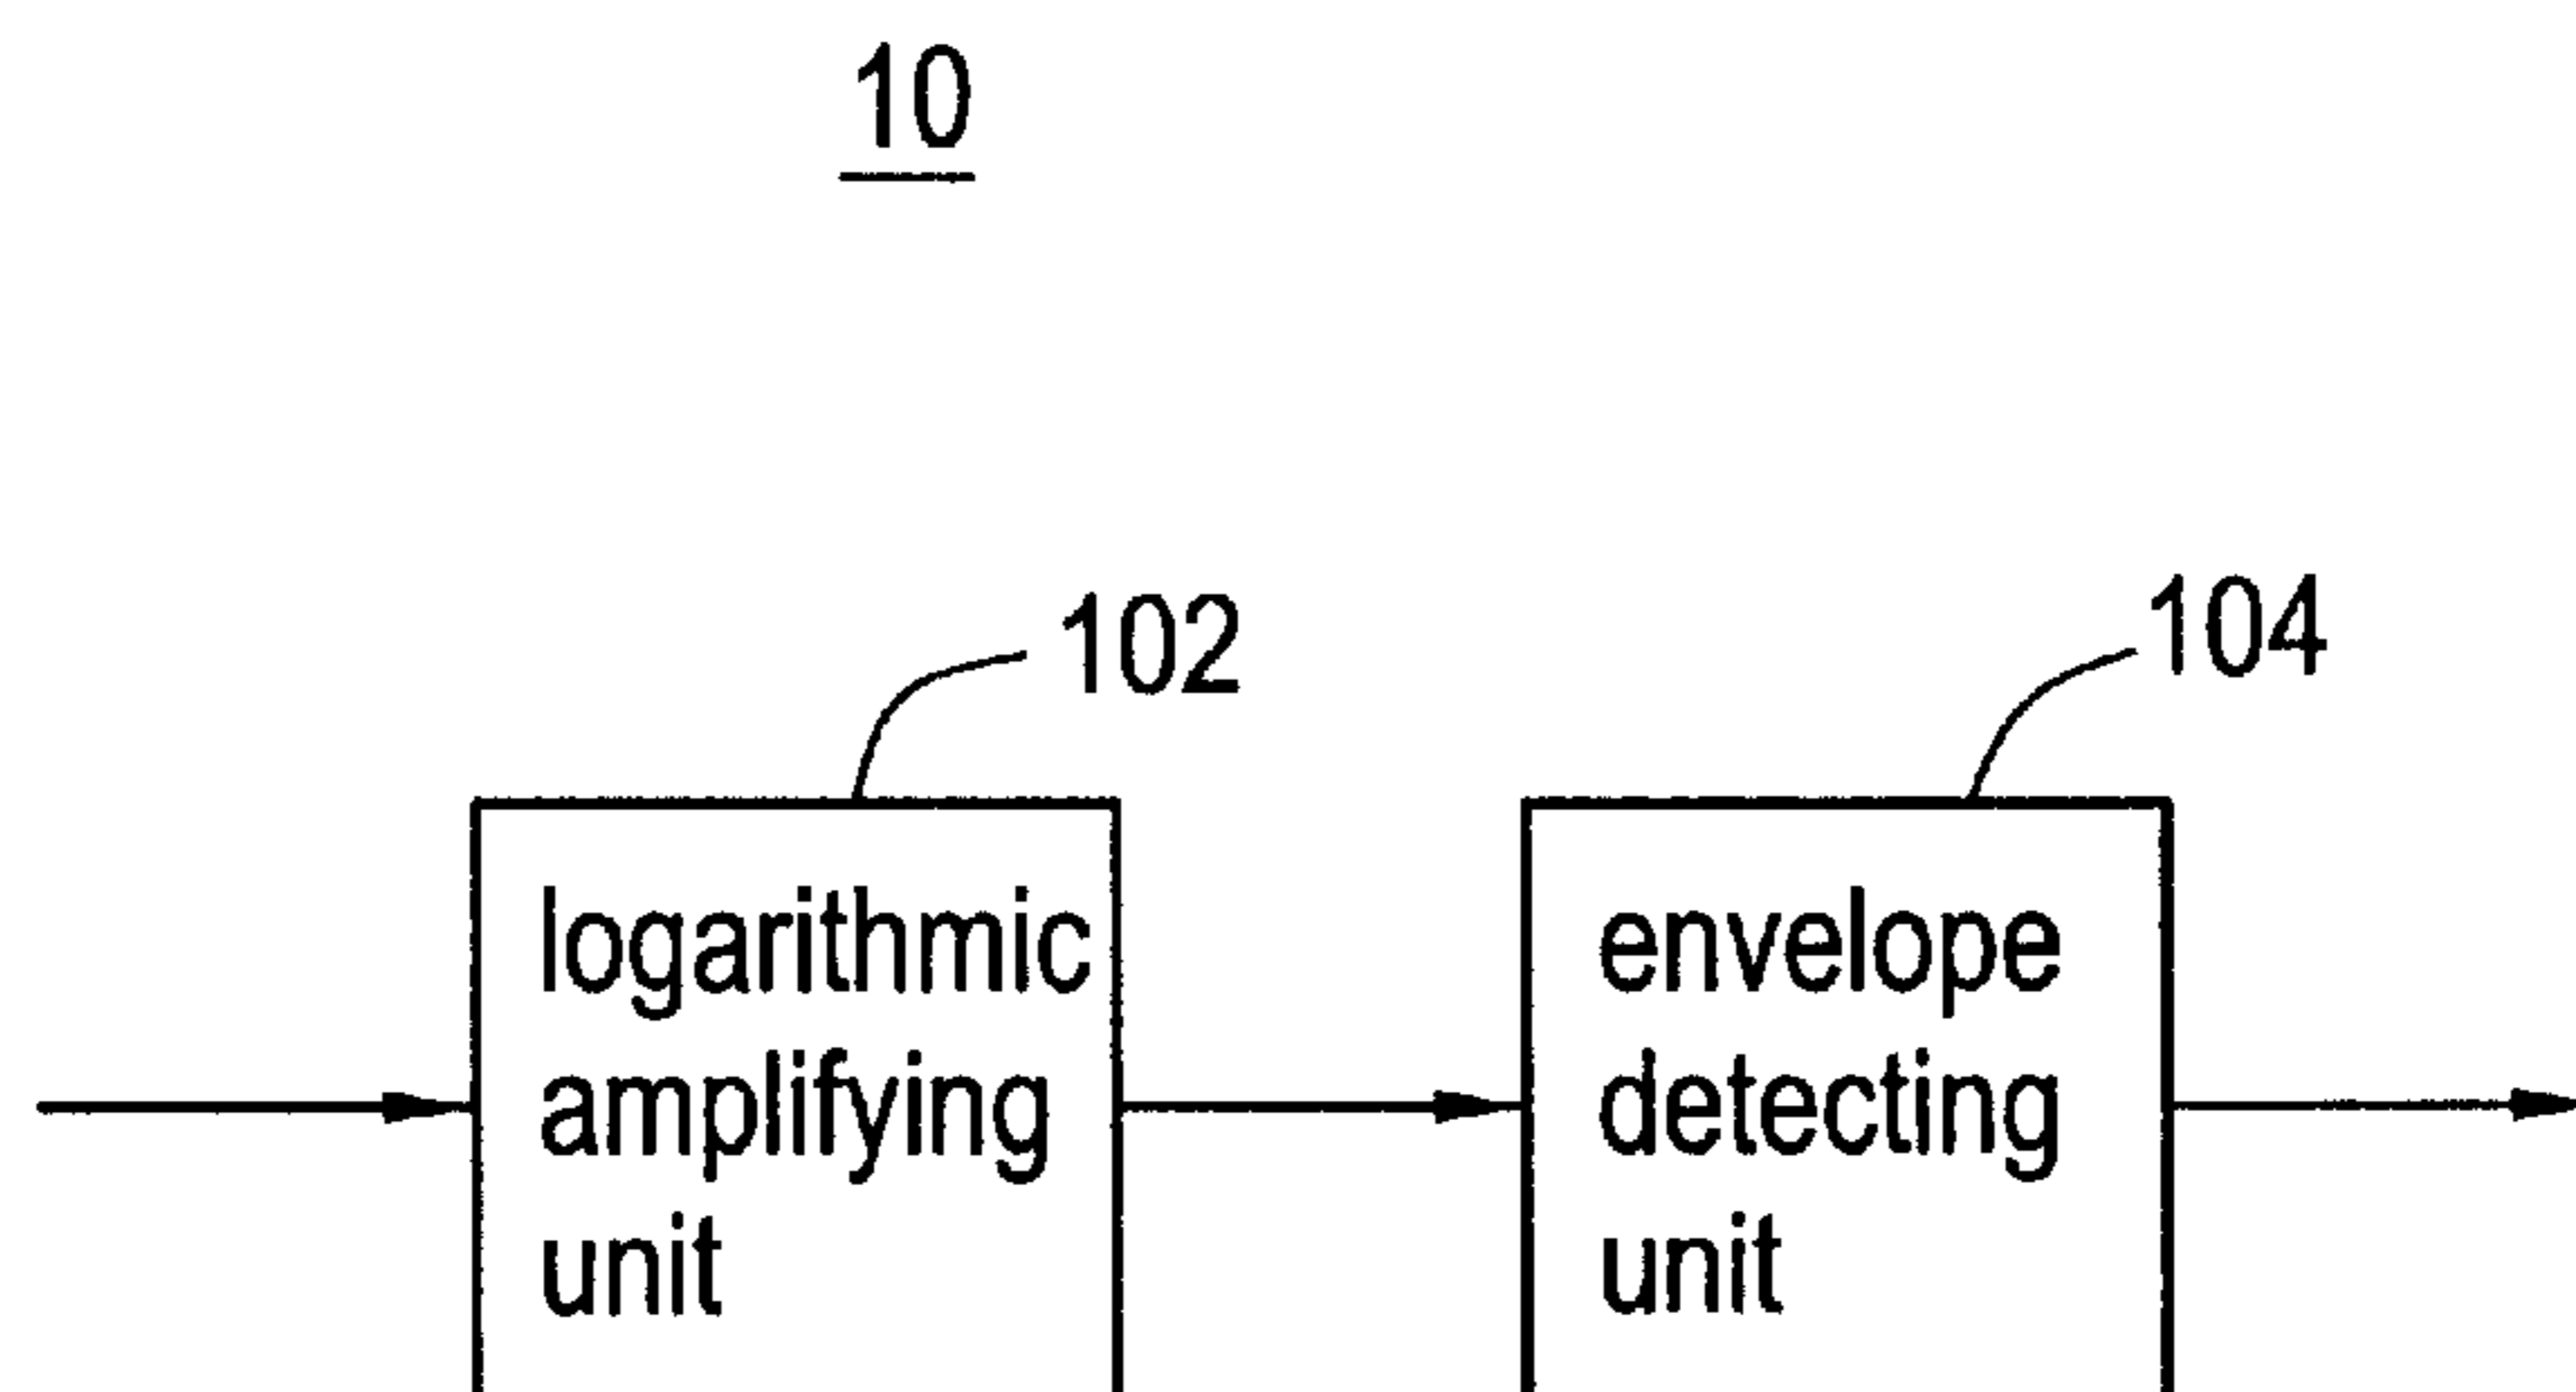 10
102
104
logarithmic
amplifying
unit
envelope
detecting
unit